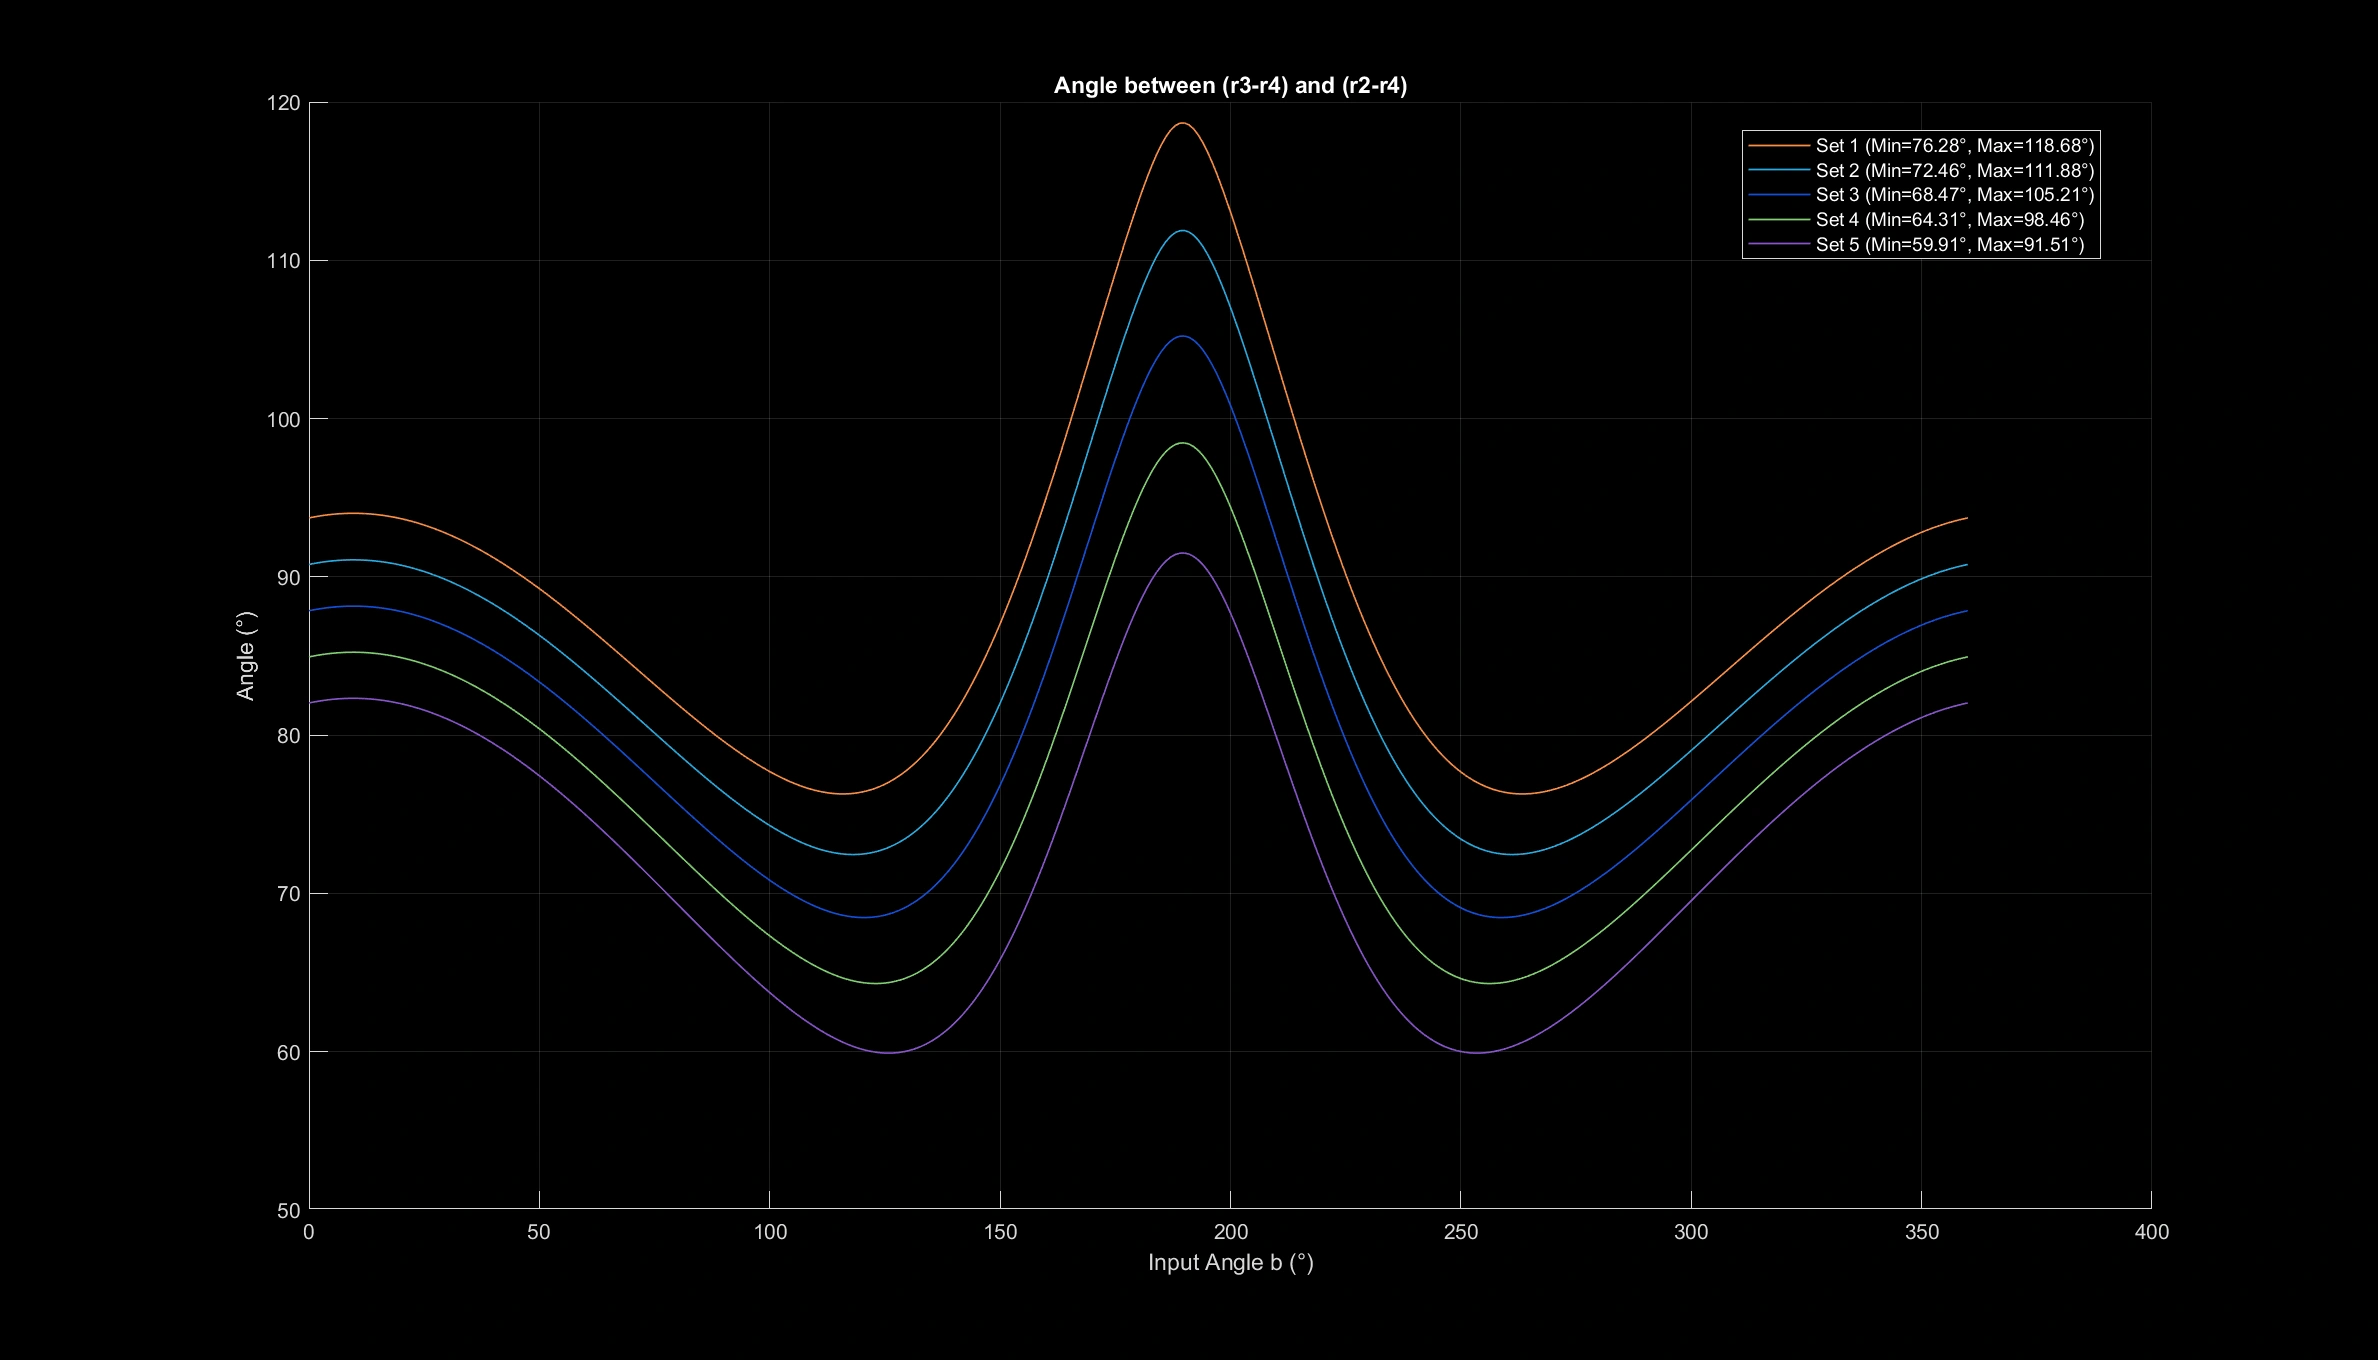 Angle between (r3-r4) and (r2-r4)
120
110
100
90
80
70
60
50
Angle (°)
Set 1 (Min=76.28°, Max=118.68°)
Set 2 (Min=72.46°, Max=111.88°)
Set 3 (Min=68.47°, Max=105.21°)
Set 4 (Min=64.31°, Max=98.46°)
Set 5 (Min=59.91°, Max=91.51°)
0 50 100 150 200 250 300 350 400
Input Angle b (°)